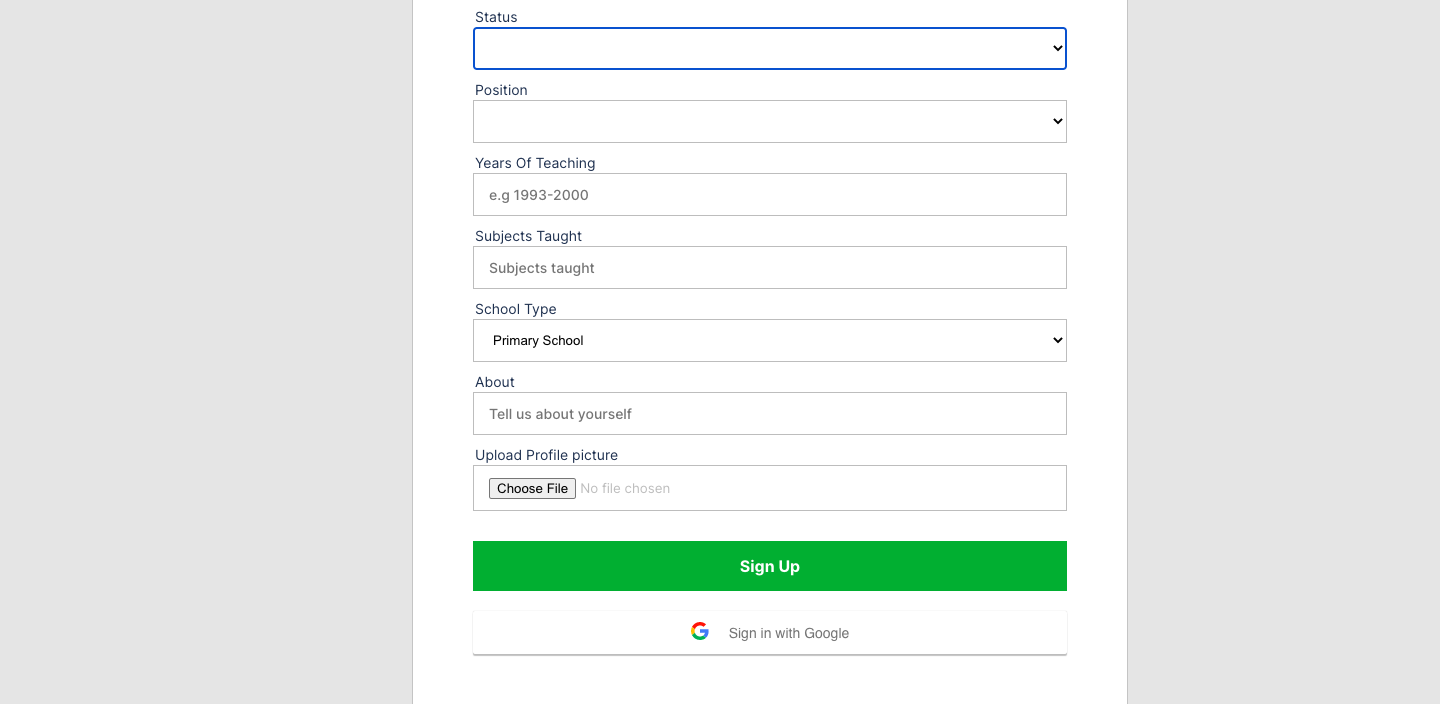 Status
Position
Years Of Teaching
e.g 1993-2000
Subjects Taught
Subjects taught
School Type
Primary School
About
Tell us about yourself
Upload Profile picture
Choose File No file chosen
Sign Up
Sign in with Google